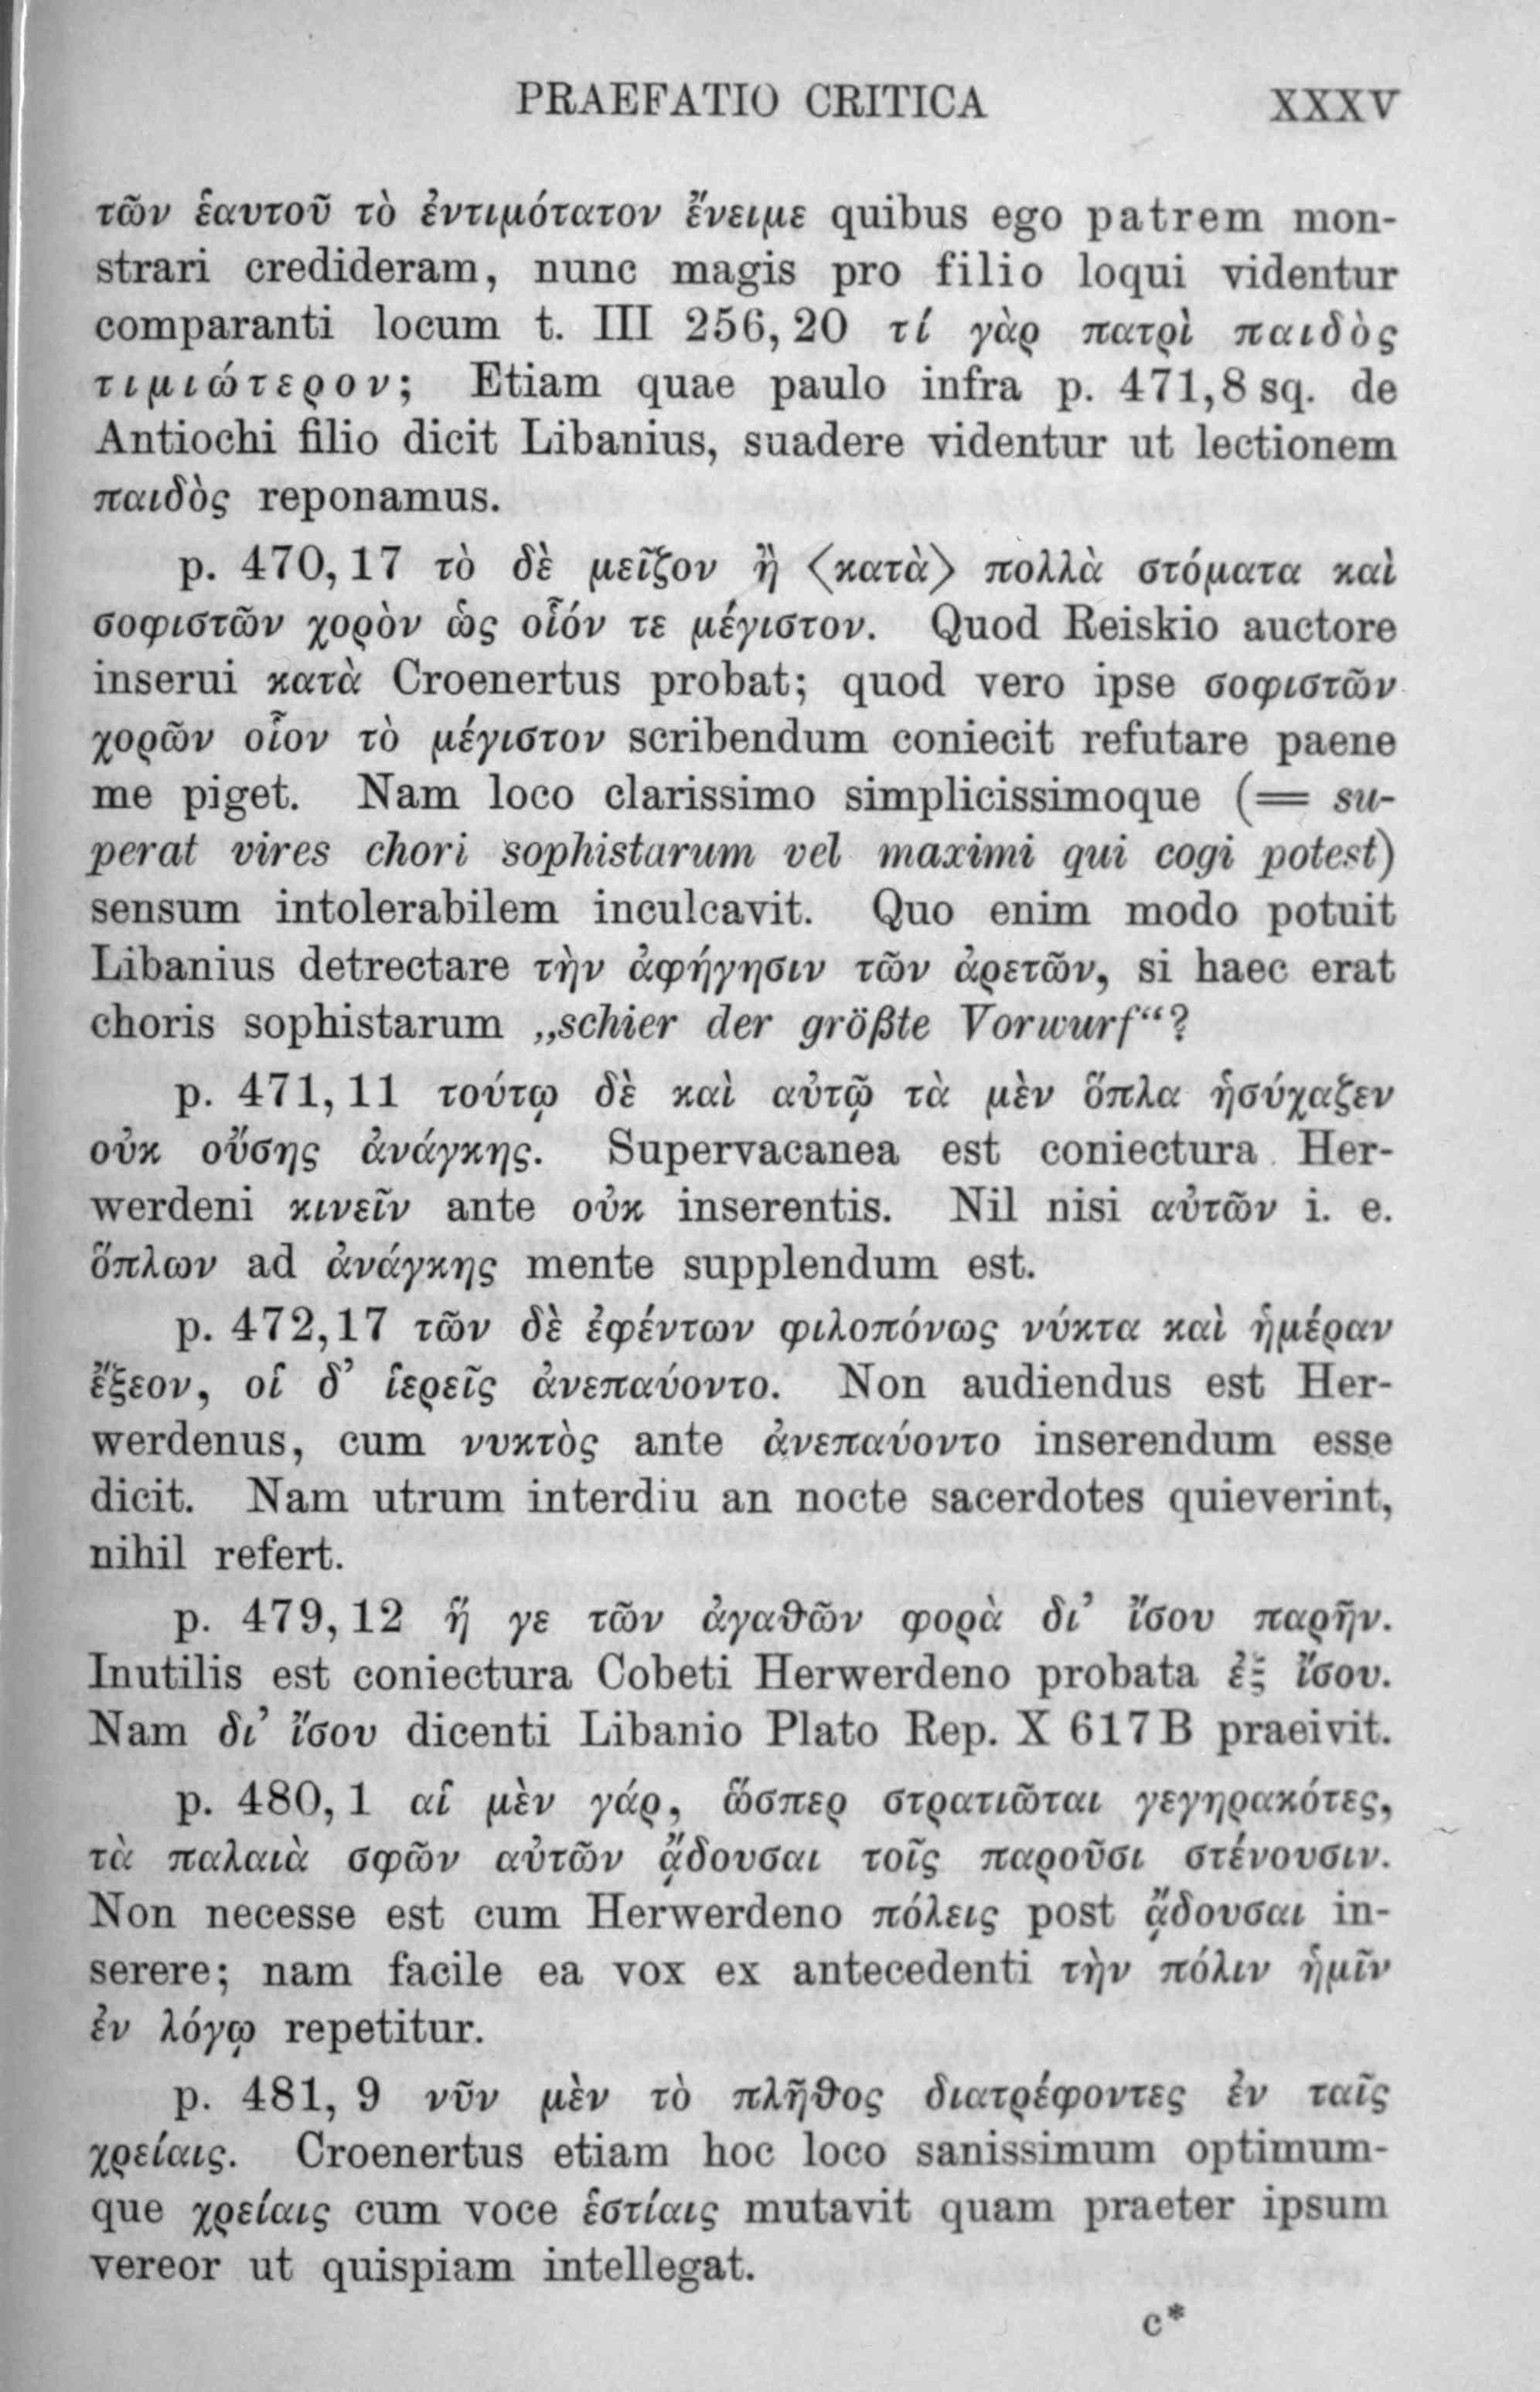 PRAEFATIO CRITICA XXXV
τῶν ἑαυτοῦ τὸ ἐντιμότατον ἔνειμε quibus ego patrem mon-
strari credideram, nunc magis pro filio loqui videntur
comparanti locum t. III 256, 20 τί γὰρ πατρὶ παιδὸς
τιμιώτερον; Etiam quae paulo infra p. 471,8 sq. de
Antiochi filio dicit Libanius, suadere videntur ut lectionem
παιδὸς reponamus.
p. 470, 17 τὸ δὲ μεῖζον ἢ ⟨κατὰ⟩ πολλὰ στόματα καὶ
σοφιστῶν χορὸν ὡς οἷόν τε μέγιστον. Quod Reiskio auctore
inserui κατὰ Croenertus probat; quod vero ipse σοφιστῶν
χορῶν οἷον τὸ μέγιστον scribendum coniecit refutare paene
me piget. Nam loco clarissimo simplicissimoque (= su-
perat vires chori sophistarum vel maximi qui cogi potest)
sensum intolerabilem inculcavit. Quo enim modo potuit
Libanius detrectare τὴν ἀφήγησιν τῶν ἀρετῶν, si haec erat
choris sophistarum „schier der größte Vorwurf“?
p. 471, 11 τούτῳ δὲ καὶ αὐτῷ τὰ μὲν ὅπλα ἡσύχαζεν
οὐκ οὔσης ἀνάγκης. Supervacanea est coniectura Her-
werdeni κινεῖν ante οὐκ inserentis. Nil nisi αὐτῶν i. e.
ὅπλων ad ἀνάγκης mente supplendum est.
p. 472,17 τῶν δὲ ἐφέντων φιλοπόνως νύκτα καὶ ἡμέραν
ἔξεον, οἱ δ’ ἱερεῖς ἀνεπαύοντο. Non audiendus est Her-
werdenus, cum νυκτὸς ante ἀνεπαύοντο inserendum esse
dicit. Nam utrum interdiu an nocte sacerdotes quieverint,
nihil refert.
p. 479, 12 ἥ γε τῶν ἀγαθῶν φορὰ δι’ ἴσου παρῆν.
Inutilis est coniectura Cobeti Herwerdeno probata ἐξ ἴσου.
Nam δι’ ἴσου dicenti Libanio Plato Rep. X 617 B praeivit.
p. 480, 1 αἱ μὲν γάρ, ὥσπερ στρατιῶται γεγηρακότες,
τὰ παλαιὰ σφῶν αὐτῶν ᾄδουσαι τοῖς παροῦσι στένουσιν.
Non necesse est cum Herwerdeno πόλεις post ᾄδουσαι in-
serere; nam facile ea vox ex antecedenti τὴν πόλιν ἡμῖν
ἐν λόγῳ repetitur.
p. 481, 9 νῦν μὲν τὸ πλῆθος διατρέφοντες ἐν ταῖς
χρείαις. Croenertus etiam hoc loco sanissimum optimum-
que χρείαις cum voce ἑστίαις mutavit quam praeter ipsum
vereor ut quispiam intellegat.
c*